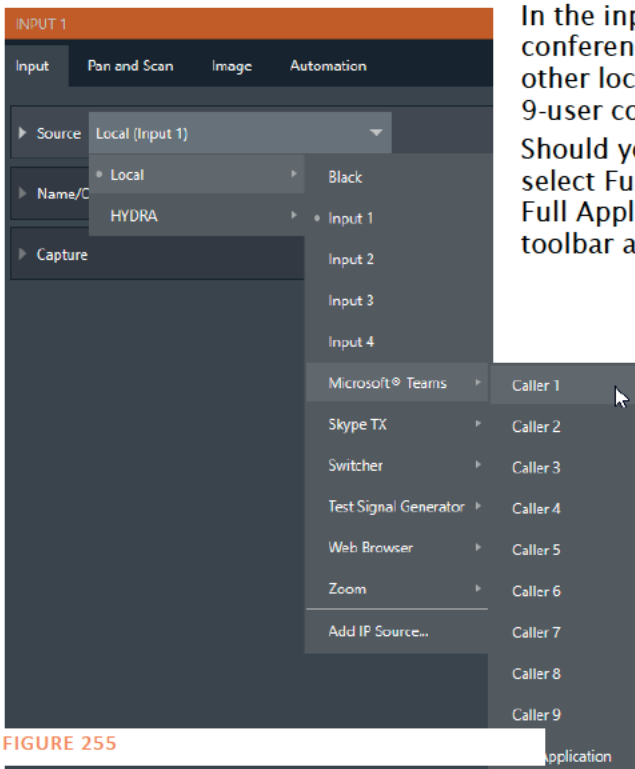 INPUT 1
Input Pan and Scan Image Automation
Source Local (Input 1)
Name/C
Capture
Local
HYDRA
Black
Input 1
Input 2
Input 3
Input 4
Microsoft® Teams
Skype TX
Switcher
Test Signal Generator
Web Browser
Zoom
Add IP Source...
Caller 1
Caller 2
Caller 3
Caller 4
Caller 5
Caller 6
Caller 7
Caller 8
Caller 9
pplication
In the inp
conferen
other loc
9-user co
Should y
select Fu
Full Appl
toolbar a
FIGURE 255